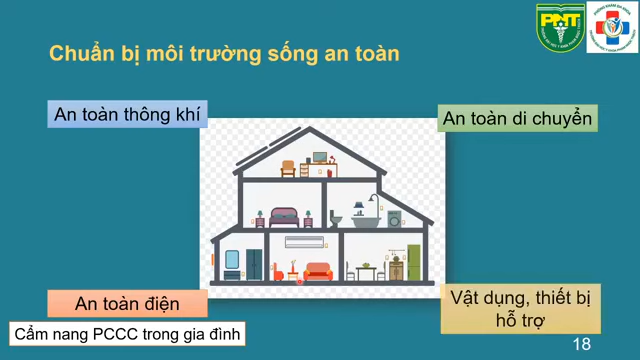 PNT
Chuẩn bị môi trường sống an toàn
An toàn thông khí
An toàn di chuyển
An toàn điện
Vật dụng, thiết bị
hỗ trợ
Cẩm nang PCCC trong gia đình
18